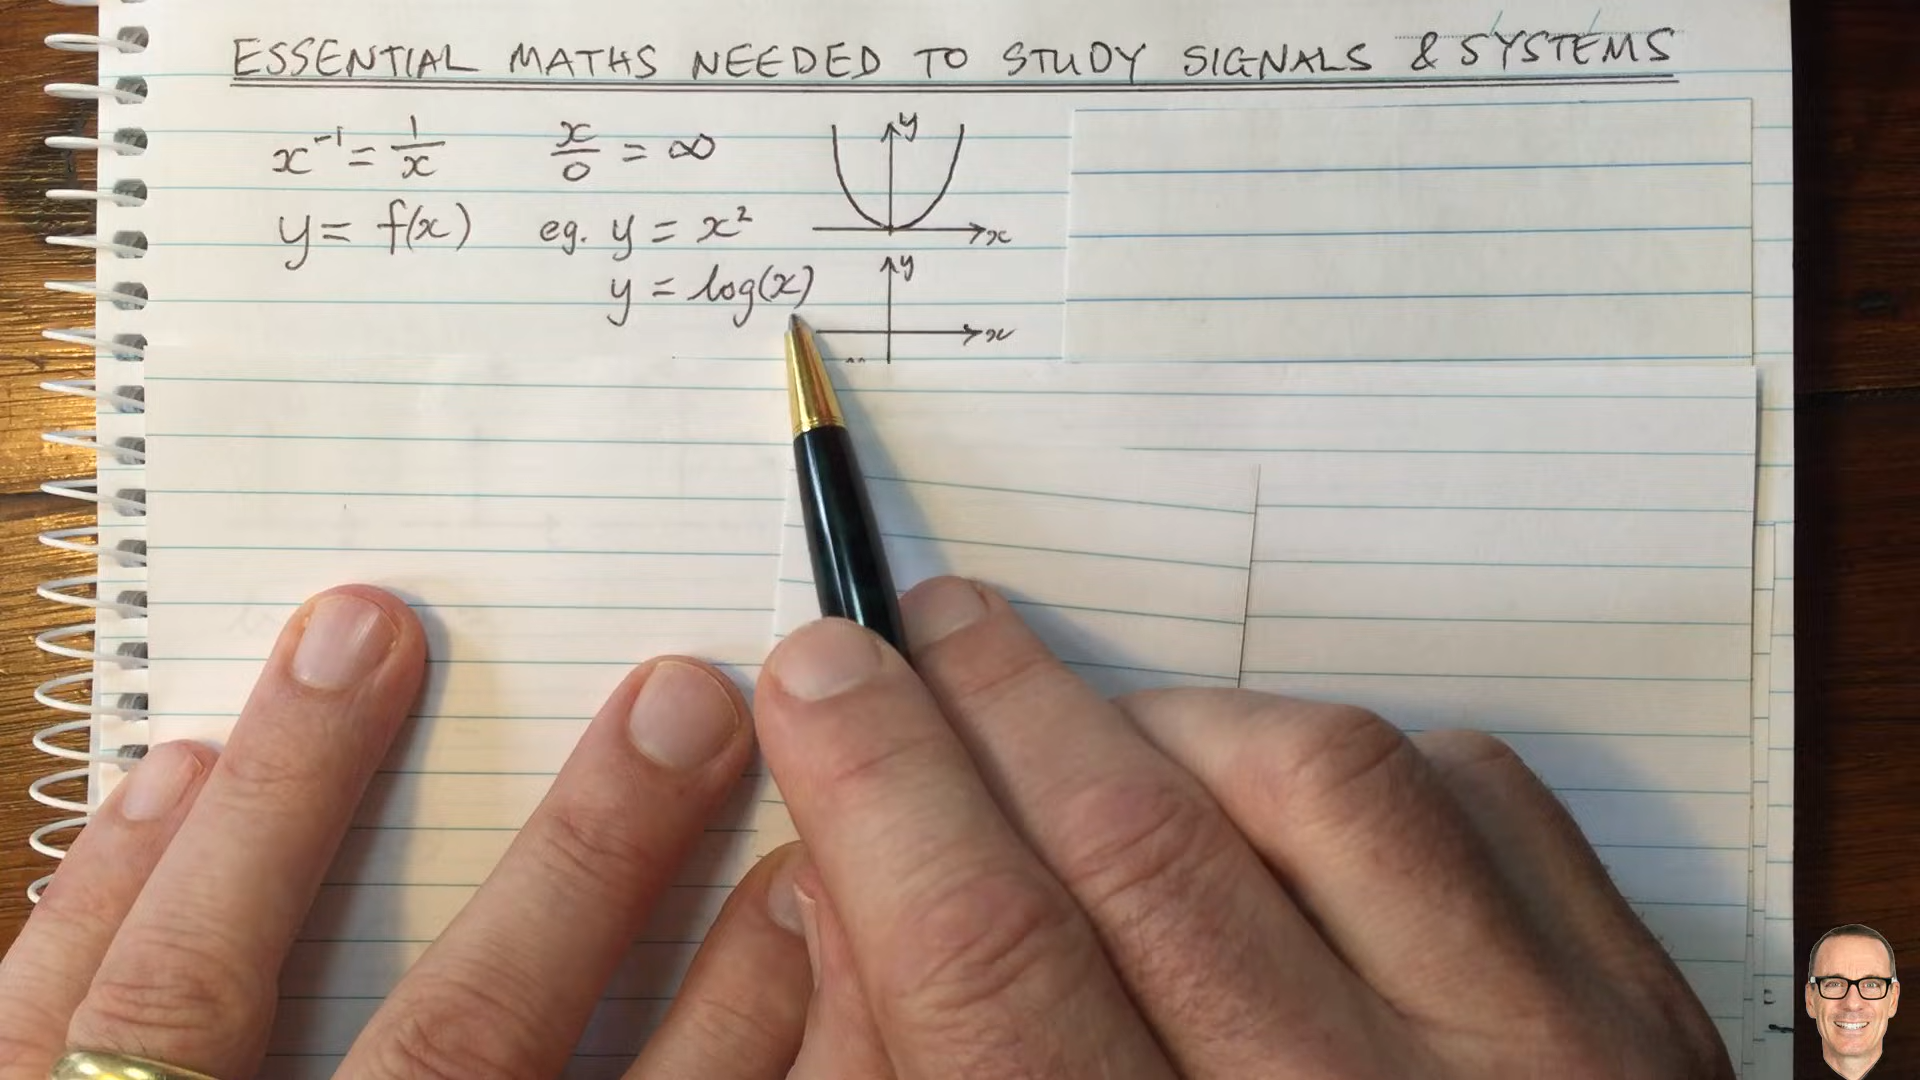 ESSENTIAL MATHS NEEDED TO STUDY SIGNALS & SYSTEMS
x⁻¹ = 1/x x/0 = ∞ y
y = f(x) eg. y = x² x
y = log(x) y
x